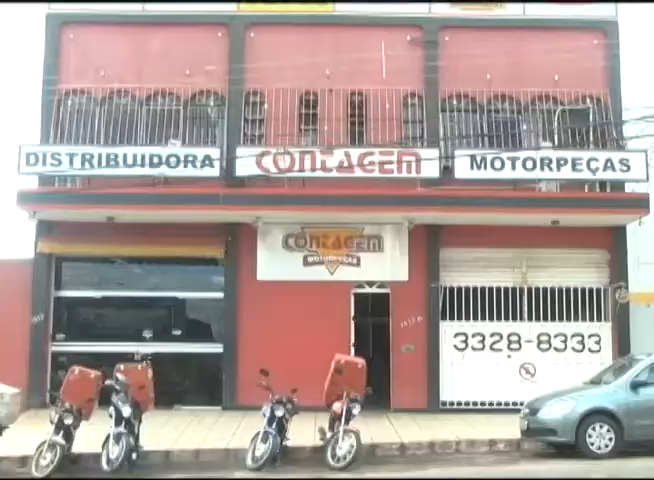 DISTRIBUIDORA
CONTAGEM
MOTORPEÇAS
CONTAGEM
MOTORPEÇAS
3328-8333